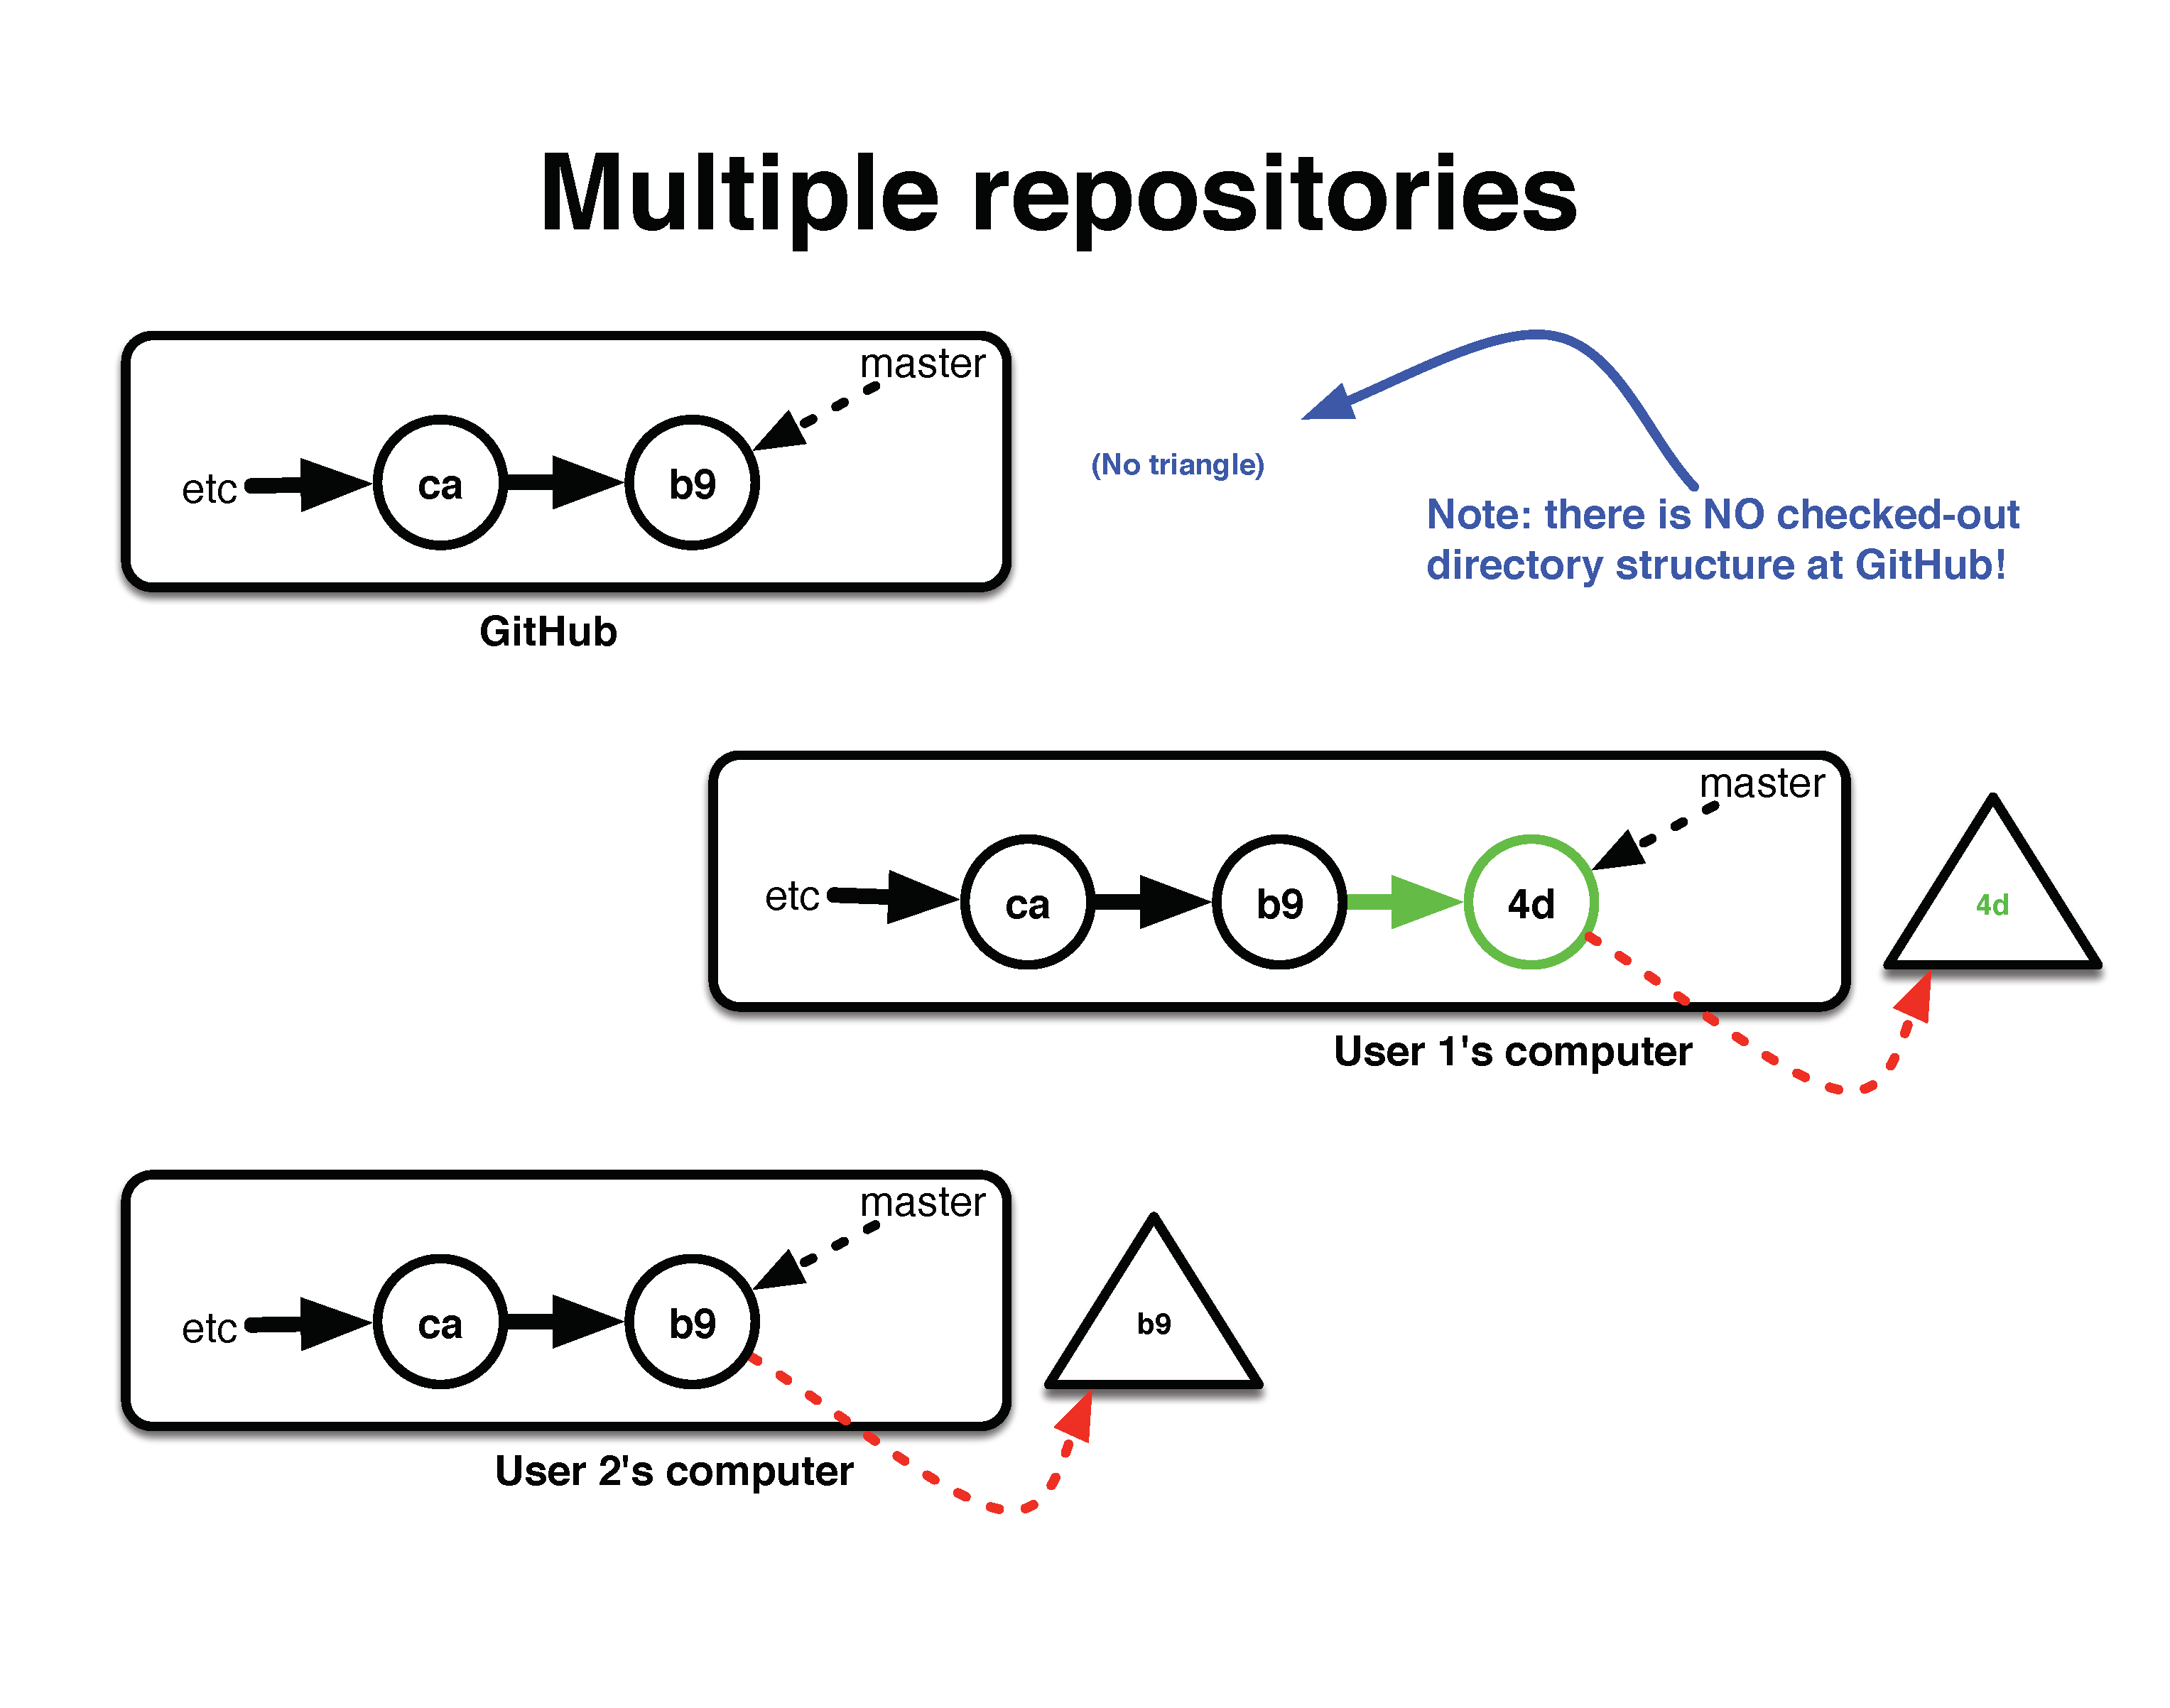 Multiple repositories
master
etc
ca
b9
GitHub
(No triangle)
Note: there is NO checked-out
directory structure at GitHub!
master
etc
ca
b9
4d
4d
User 1's computer
master
etc
ca
b9
b9
User 2's computer